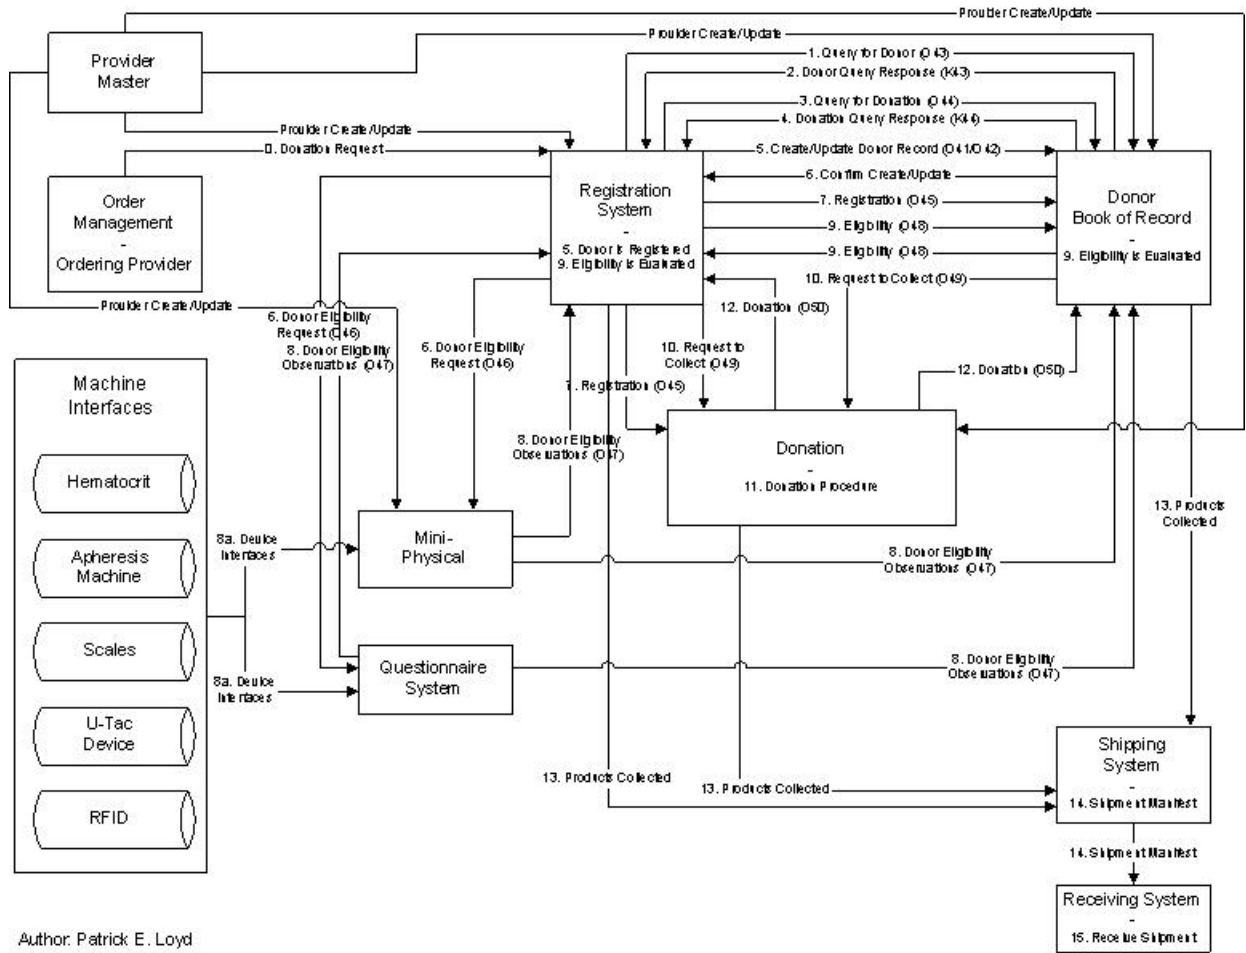 Provider Create/Update
Provider Create/Update
Provider
Master
1. Query for Donor (O43)
2. Donor Query Response (K43)
3. Query for Donation (O44)
4. Donation Query Response (K44)
Provider Create/Update
0. Donation Request
5. Create/Update Donor Record (O41/O42)
6. Confirm Create/Update
7. Registration (O45)
9. Eligibility (O48)
9. Eligibility (O48)
10. Request to Collect (O49)
Order
Management
-
Ordering Provider
Registration
System
-
5. Donor is Registered
9. Eligibility is Evaluated
Donor
Book of Record
-
9. Eligibility is Evaluated
Provider Create/Update
6. Donor Eligibility
Request (O46)
8. Donor Eligibility
Observations (O47)
6. Donor Eligibility
Request (O46)
12. Donation (O50)
10. Request to
Collect (O49)
7. Registration (O45)
12. Donation (O50)
Machine
Interfaces
Hematocrit
Apheresis
Machine
Scales
U-Tac
Device
RFID
8. Donor Eligibility
Observations (O47)
Donation
-
11. Donation Procedure
13. Products
Collected
8a. Device
Interfaces
Mini-
Physical
8. Donor Eligibility
Observations (O47)
8a. Device
Interfaces
Questionnaire
System
8. Donor Eligibility
Observations (O47)
13. Products Collected
13. Products Collected
Shipping
System
-
14. Shipment Manifest
14. Shipment Manifest
Receiving System
-
15. Receive Shipment
Author: Patrick E. Loyd